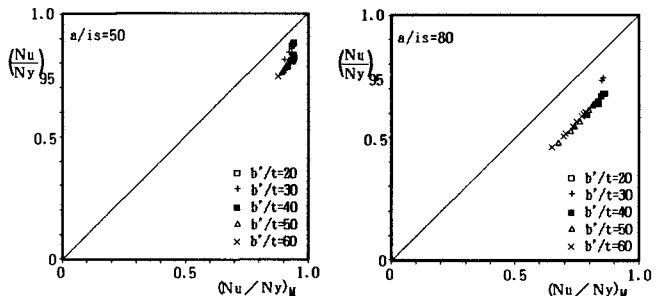 1.0
a/is=50
(Nu/Ny)95
0.5
□ b'/t=20
+ b'/t=30
■ b'/t=40
△ b'/t=50
× b'/t=60
0 0.5 1.0
(Nu/Ny)M
1.0
a/is=80
(Nu/Ny)95
0.5
□ b'/t=20
+ b'/t=30
■ b'/t=40
△ b'/t=50
× b'/t=60
0 0.5 1.0
(Nu/Ny)M